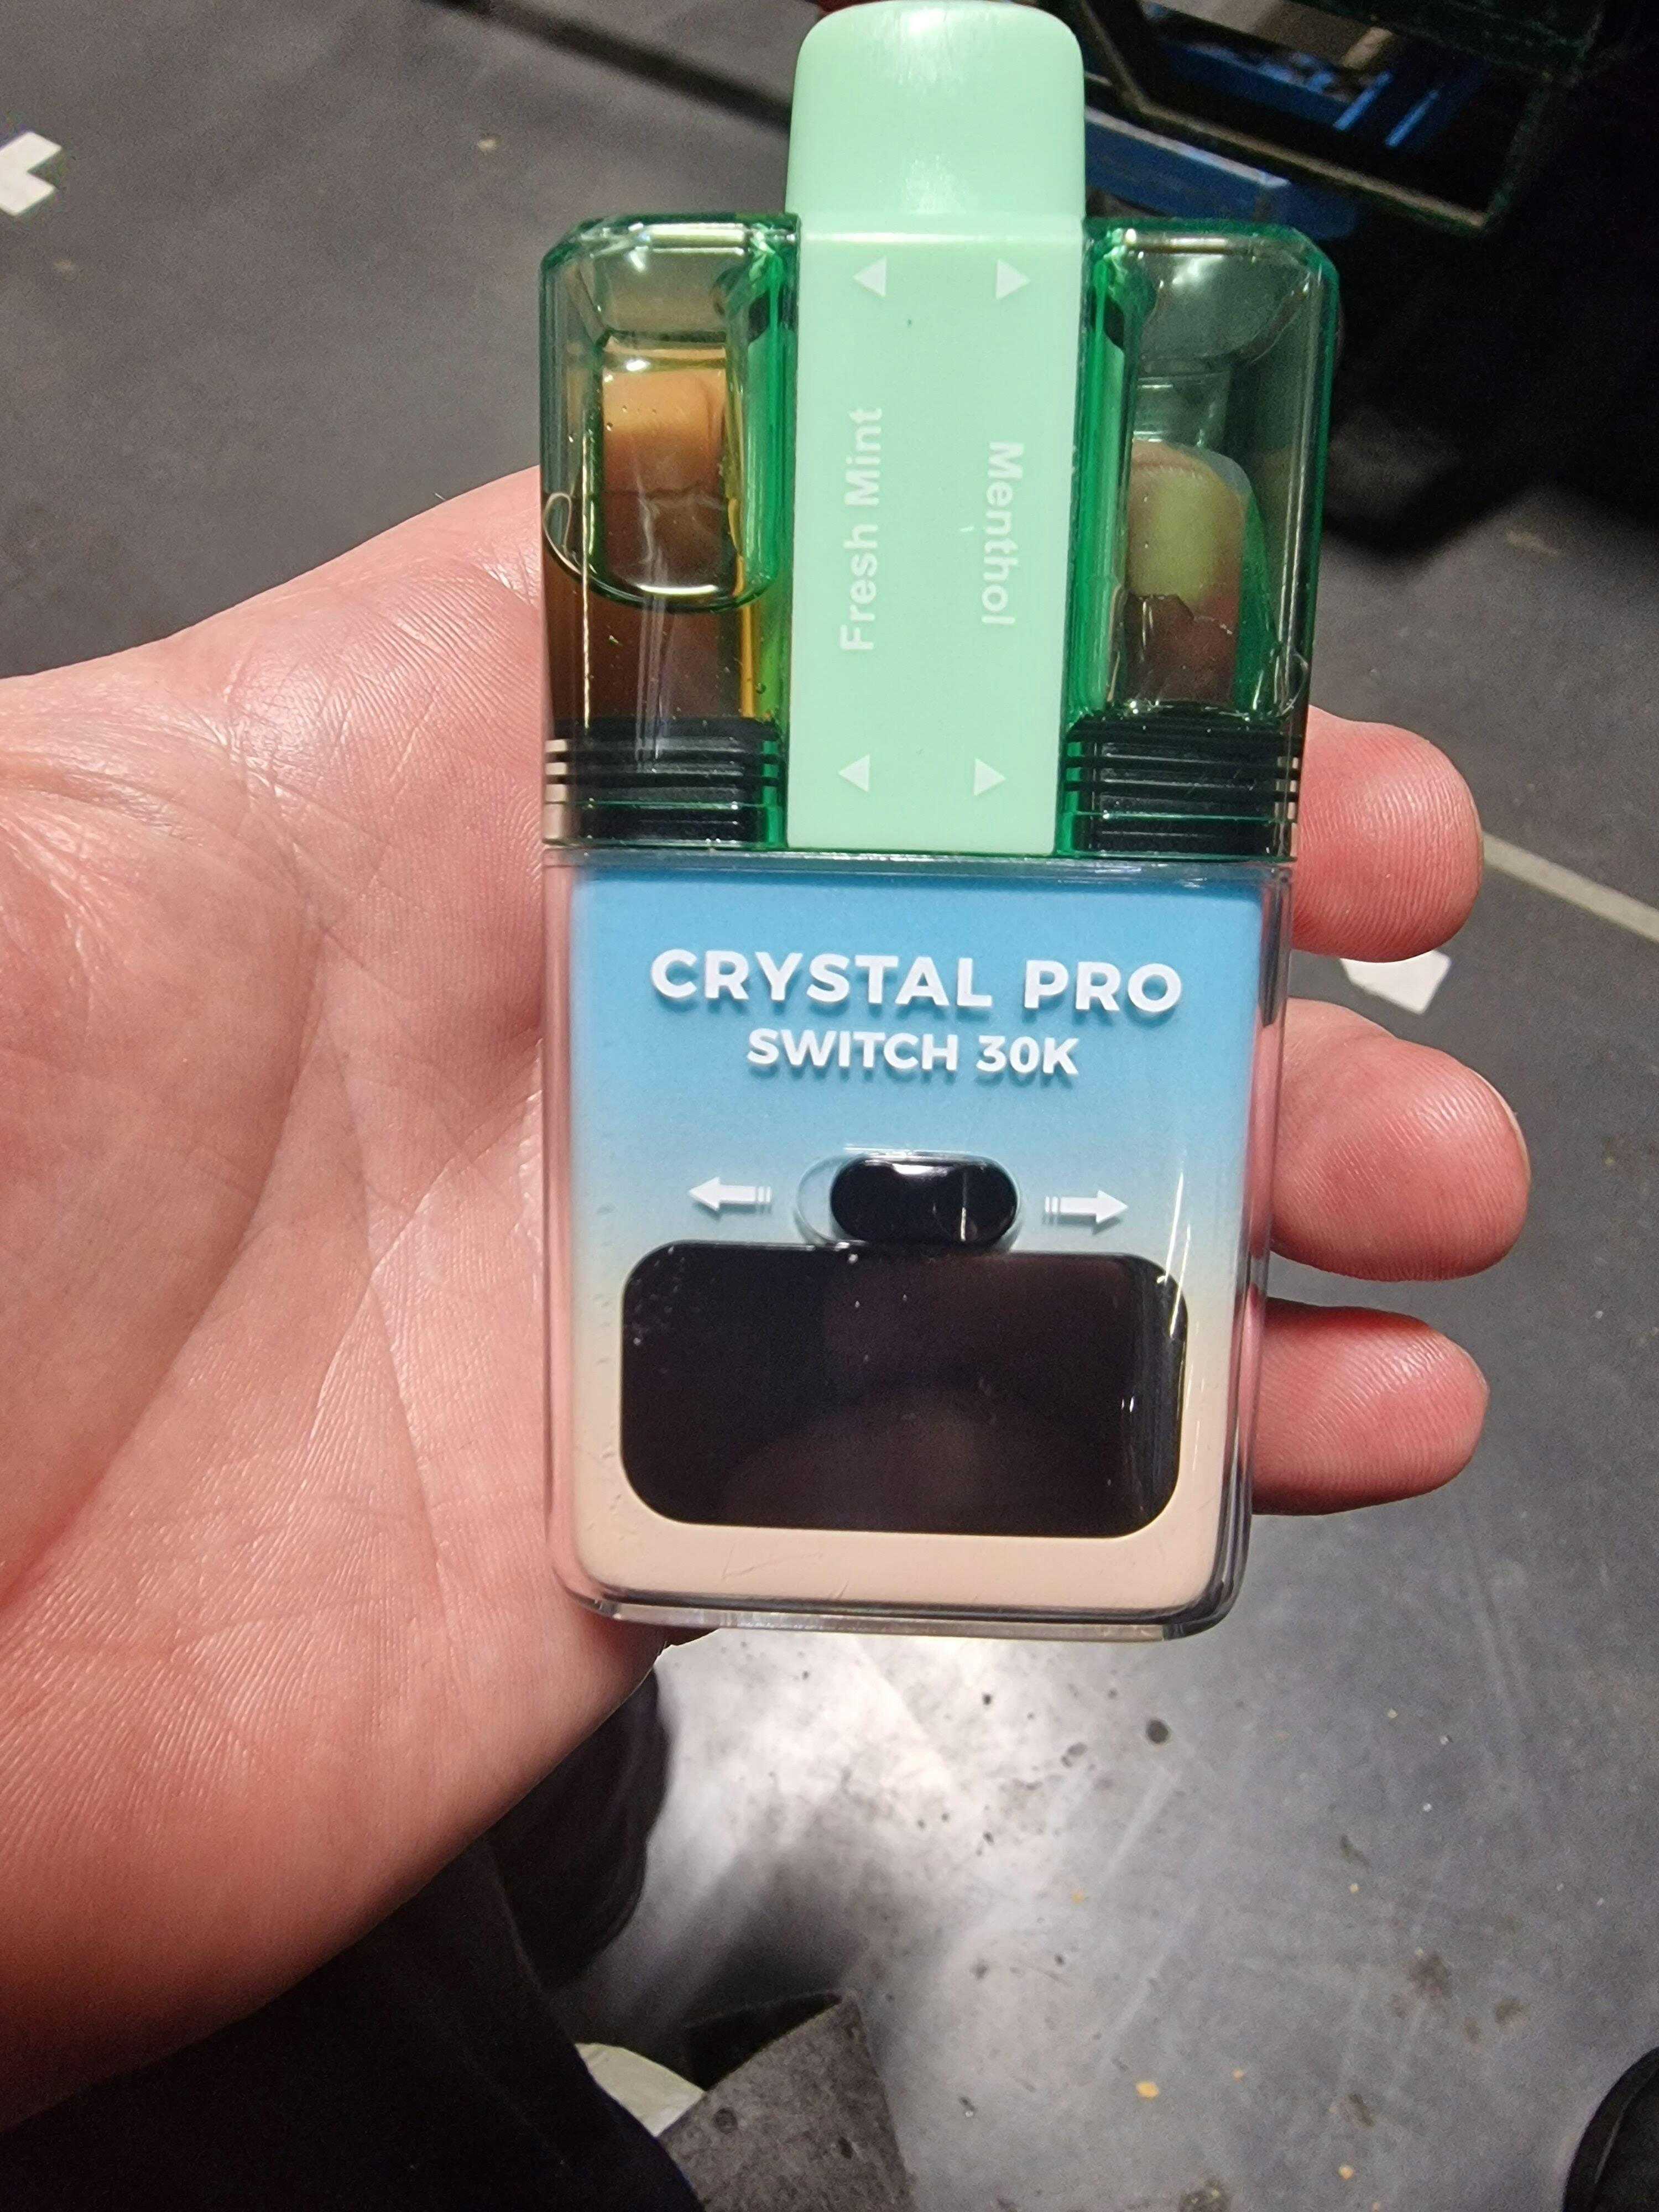 Fresh Mint
Menthol
CRYSTAL PRO
SWITCH 30K